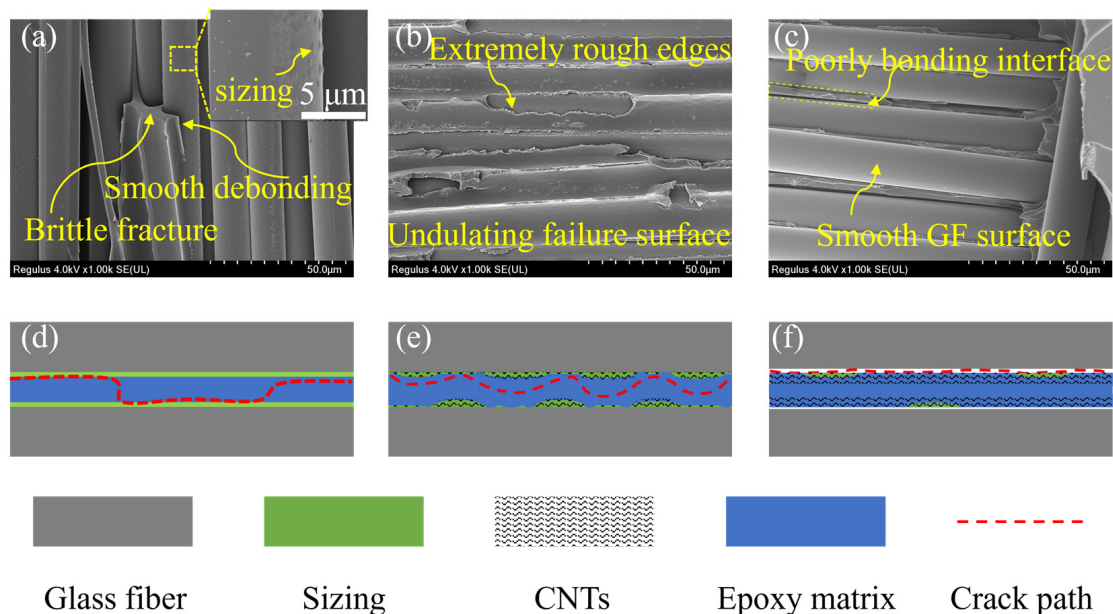 (a)
sizing
5 μm
Smooth debonding
Brittle fracture
Regulus 4.0kV x1.00k SE(UL)
50.0μm
(b)
Extremely rough edges
Undulating failure surface
Regulus 4.0kV x1.00k SE(UL)
50.0μm
(c)
Poorly bonding interface
Smooth GF surface
Regulus 4.0kV x1.00k SE(UL)
50.0μm
(d)
(e)
(f)
Glass fiber
Sizing
CNTs
Epoxy matrix
Crack path